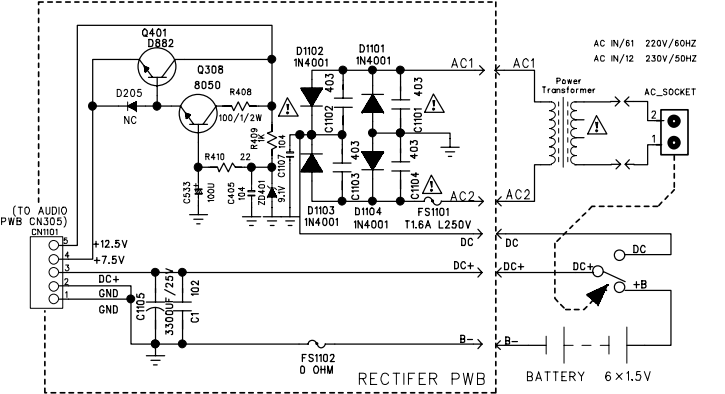 Q401
D882
Q308
8050
D205
NC
R408
100/1/2W
R409
1K
R410
22
C533
100U
C405
104
ZD401
9.1V
C1107
104
D1102
1N4001
D1101
1N4001
403
C1102
403
C1101
403
C1103
403
C1104
D1103
1N4001
D1104
1N4001
FS1101
T1.6A L250V
AC1
AC1
AC2
AC2
Power
Transformer
AC IN/61 220V/60HZ
AC IN/12 230V/50HZ
AC_SOCKET
2
1
(TO AUDIO
PWB CN305)
CN1101
5
4
3
2
1
+12.5V
+7.5V
DC+
GND
GND
C1105
3300UF/25V
C1
102
DC
DC
DC+
DC+
DC+
DC
+B
B-
B-
FS1102
0 OHM
RECTIFER PWB
BATTERY 6×1.5V